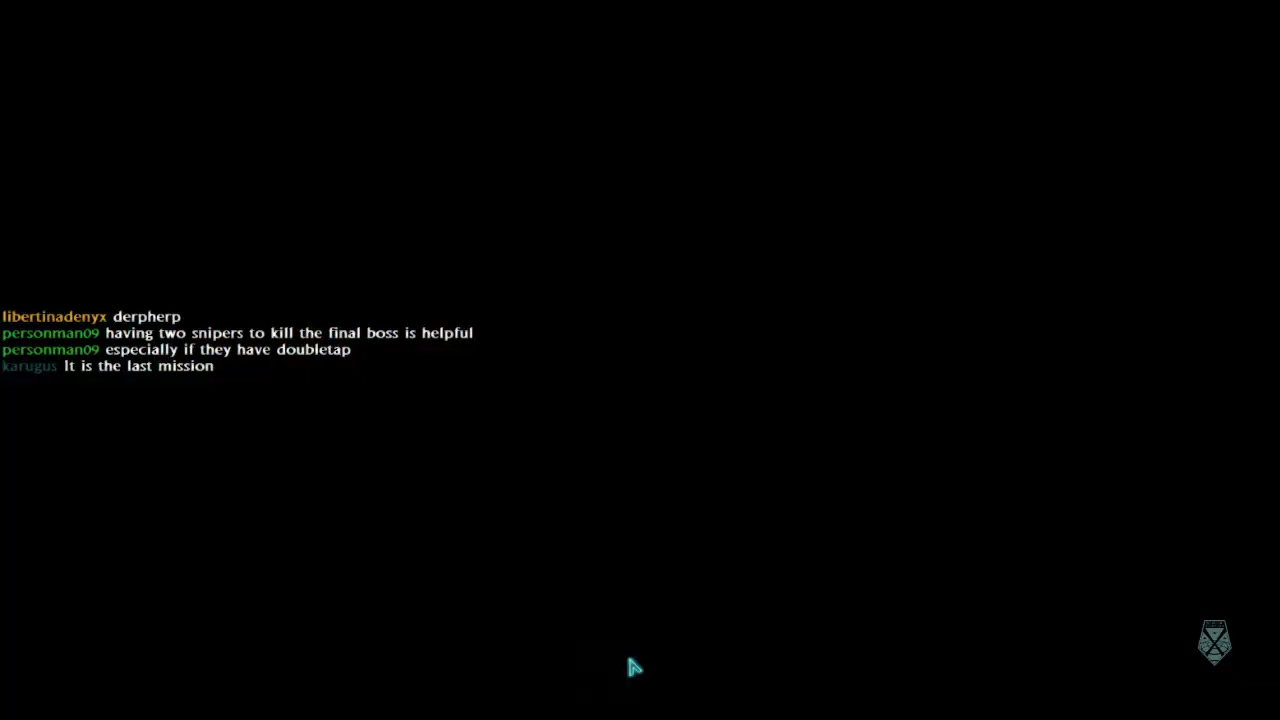 libertinadenyx derpherp
personman09 having two snipers to kill the final boss is helpful
personman09 especially if they have doubletap
karugus It is the last mission